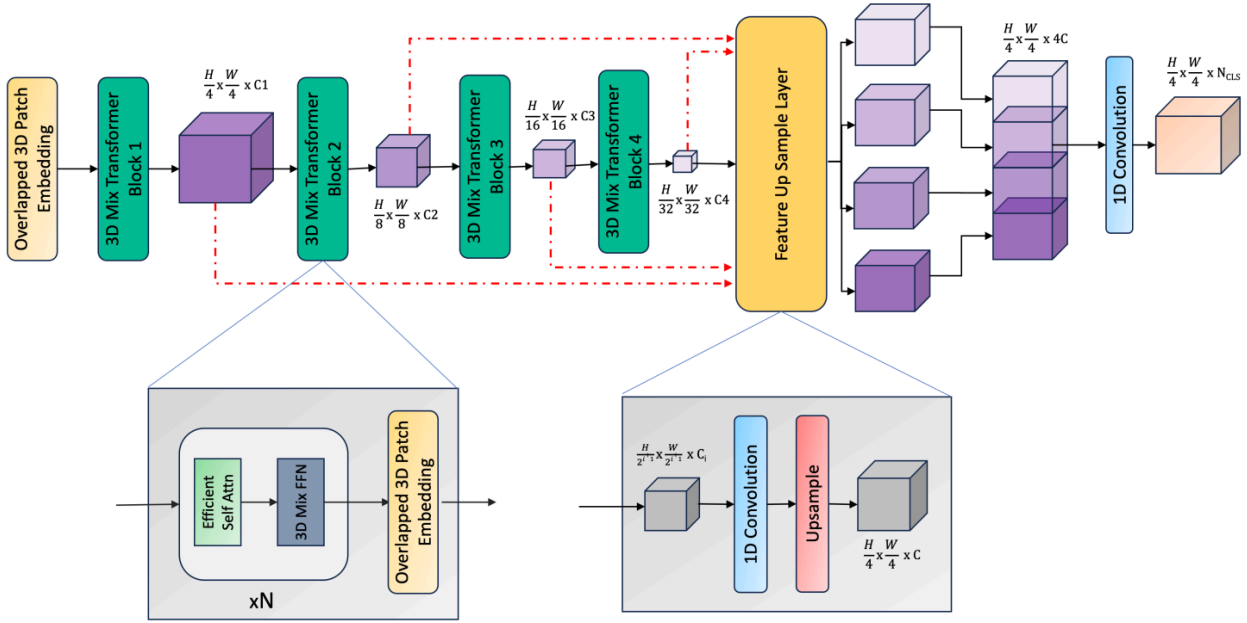 Overlapped 3D Patch
Embedding
3D Mix Transformer
Block 1
H/4 x W/4 x C1
3D Mix Transformer
Block 2
H/8 x W/8 x C2
3D Mix Transformer
Block 3
H/16 x W/16 x C3
3D Mix Transformer
Block 4
H/32 x W/32 x C4
Feature Up Sample Layer
H/4 x W/4 x 4C
1D Convolution
H/4 x W/4 x N_CLS
Efficient
Self Attn
3D Mix FFN
xN
Overlapped 3D Patch
Embedding
H/2^{i+1} x W/2^{i+1} x C_i
1D Convolution
Upsample
H/4 x W/4 x C